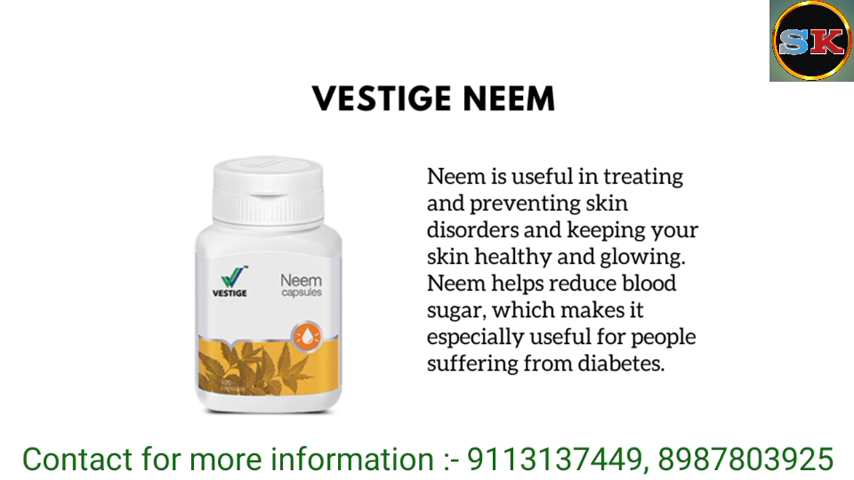 SK
VESTIGE NEEM
Neem is useful in treating
and preventing skin
disorders and keeping your
skin healthy and glowing.
Neem helps reduce blood
sugar, which makes it
especially useful for people
suffering from diabetes.
TM
VESTIGE
Neem
capsules
100
Contact for more information :- 9113137449, 8987803925